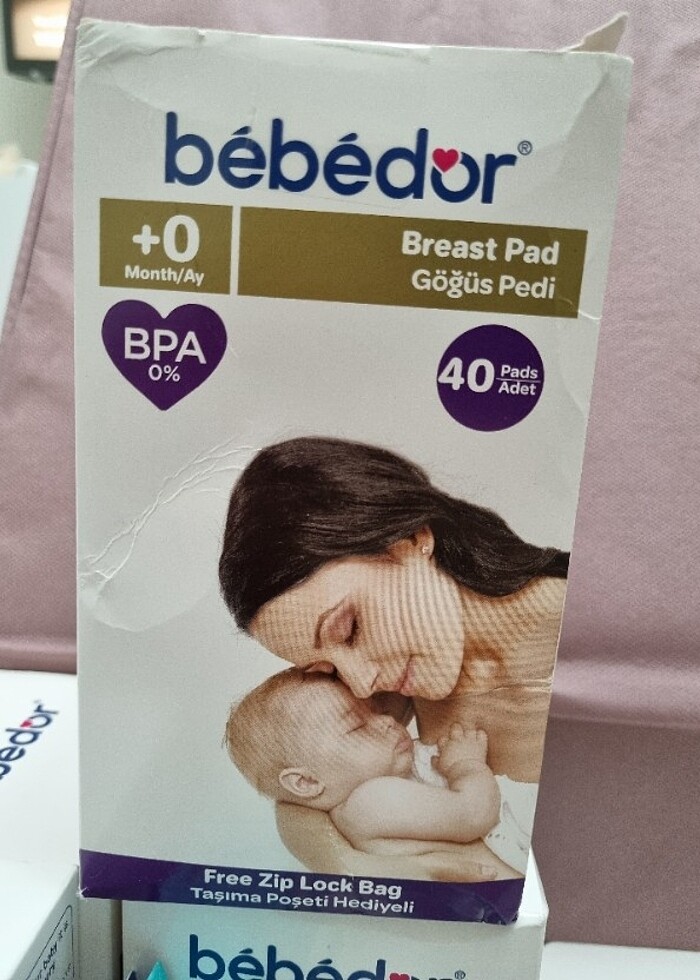 bébédor®
+0
Month/Ay
Breast Pad
Göğüs Pedi
BPA
0%
40 Pads
Adet
Free Zip Lock Bag
Taşıma Poşeti Hediyeli
bébédor